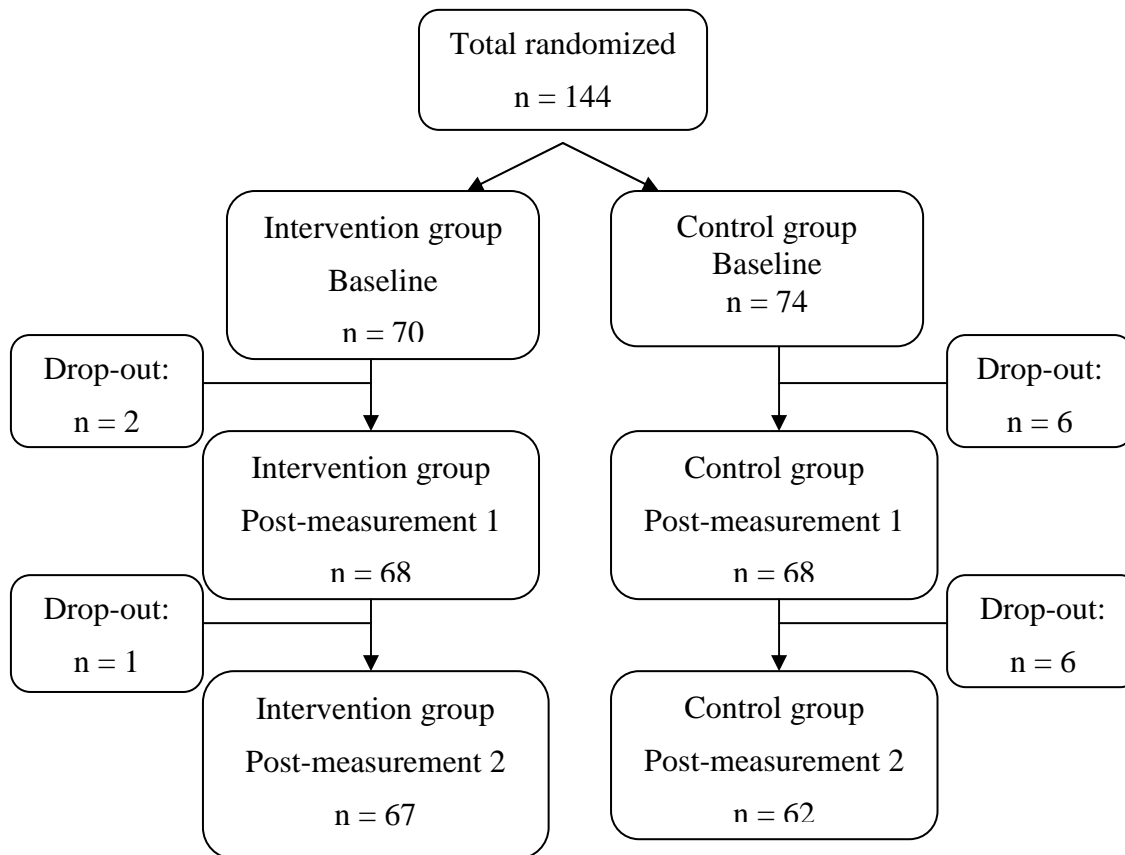 Total randomized
n = 144
Intervention group
Baseline
n = 70
Control group
Baseline
n = 74
Drop-out:
n = 2
Drop-out:
n = 6
Intervention group
Post-measurement 1
n = 68
Control group
Post-measurement 1
n = 68
Drop-out:
n = 1
Drop-out:
n = 6
Intervention group
Post-measurement 2
n = 67
Control group
Post-measurement 2
n = 62